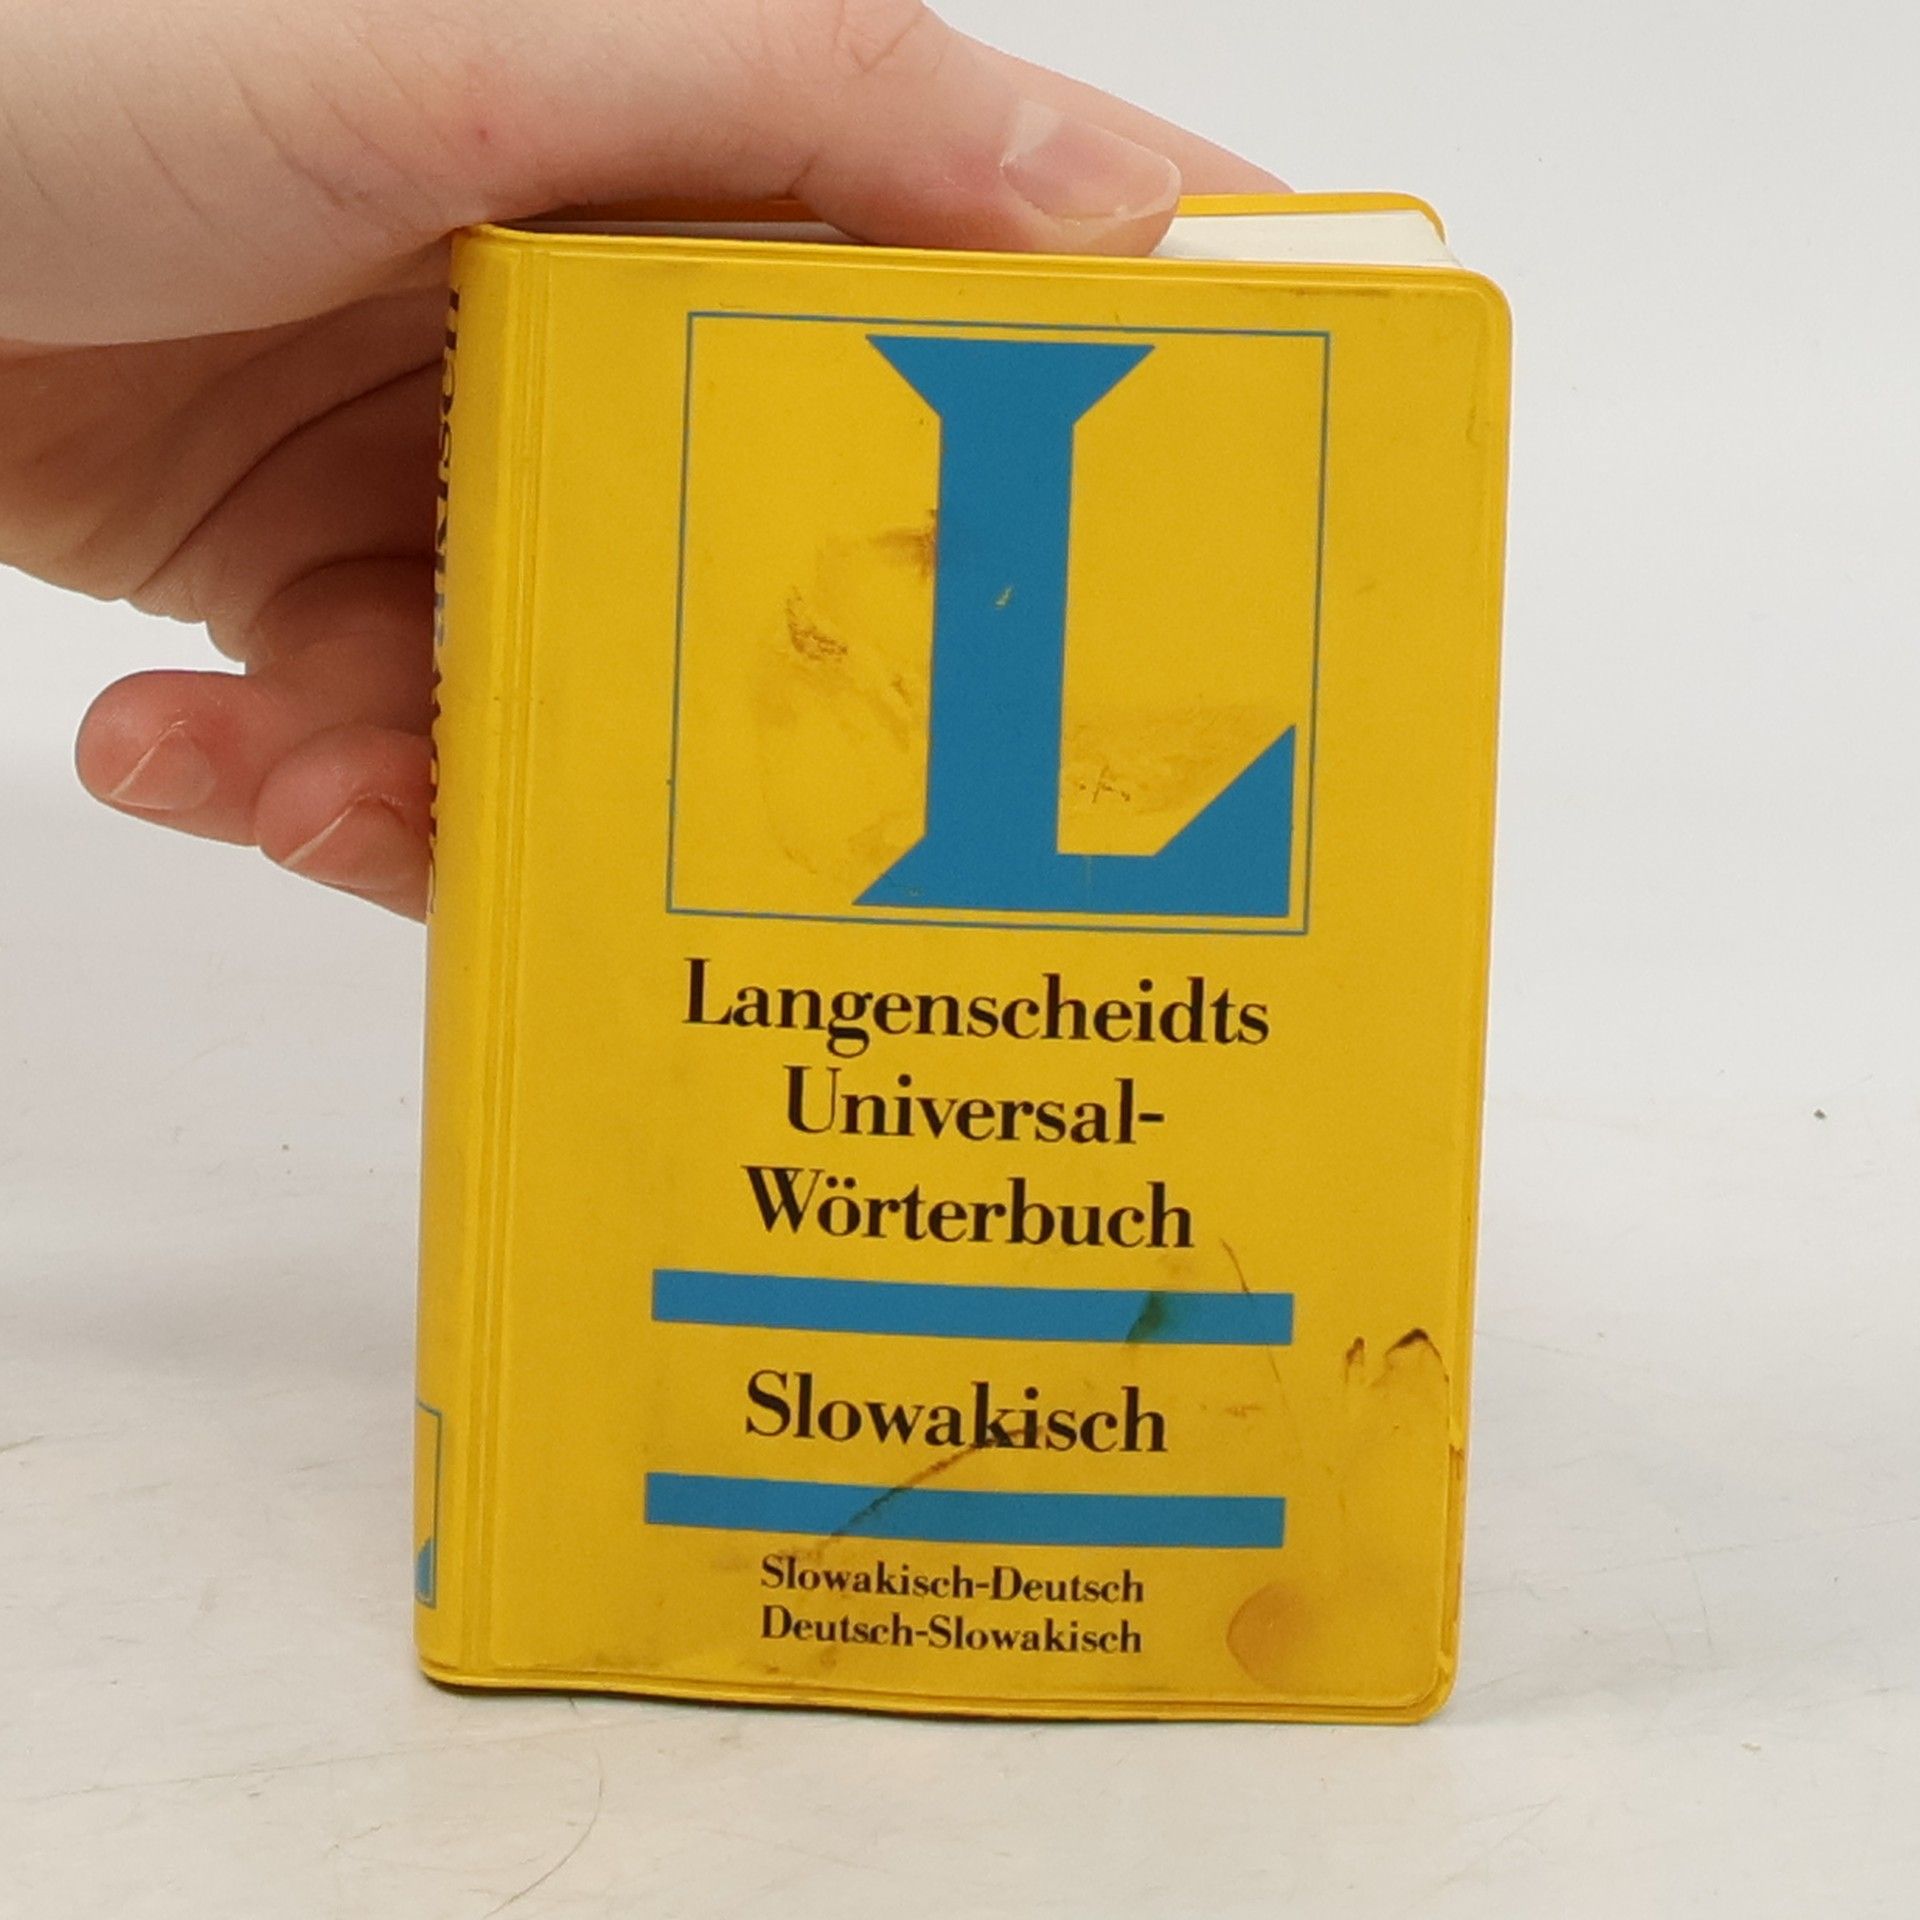 L
Langenscheidts
Universal-
Wörterbuch
Slowakisch
Slowakisch-Deutsch
Deutsch-Slowakisch